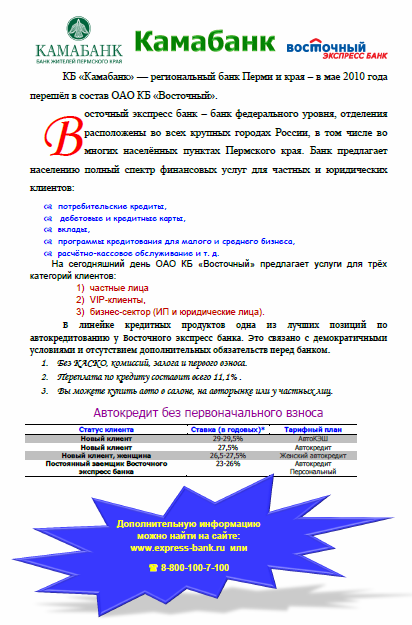 КАМАБАНК
БАНК ЖИТЕЛЕЙ ПЕРМСКОГО КРАЯ
Камабанк
ВОСТОЧНЫЙ
ЭКСПРЕСС БАНК
КБ «Камабанк» — региональный банк Перми и края – в мае 2010 года
перешёл в состав ОАО КБ «Восточный».
Восточный экспресс банк – банк федерального уровня, отделения
расположены во всех крупных городах России, в том числе во
многих населённых пунктах Пермского края. Банк предлагает
населению полный спектр финансовых услуг для частных и юридических
клиентов:
потребительские кредиты,
дебетовые и кредитные карты,
вклады,
программы кредитования для малого и среднего бизнеса,
расчётно-кассовое обслуживание и т. д.
На сегодняшний день ОАО КБ «Восточный» предлагает услуги для трёх
категорий клиентов:
1) частные лица
2) VIP-клиенты,
3) бизнес-сектор (ИП и юридические лица).
В линейке кредитных продуктов одна из лучших позиций по
автокредитованию у Восточного экспресс банка. Это связано с демократичными
условиями и отсутствием дополнительных обязательств перед банком.
1. Без КАСКО, комиссий, залога и первого взноса.
2. Переплата по кредиту составит всего 11,1% .
3. Вы можете купить авто в салоне, на авторынке или у частных лиц.
Автокредит без первоначального взноса
Статус клиента Ставка (в годовых)* Тарифный план
Новый клиент 29-29,5% АвтоКЭШ
Новый клиент 27,5% Автокредит
Новый клиент, женщина 26,5-27,5% Женский автокредит
Постоянный заемщик Восточного 23-26% Автокредит
экспресс банка Персональный
Дополнительную информацию
можно найти на сайте:
www.express-bank.ru или
☎ 8-800-100-7-100